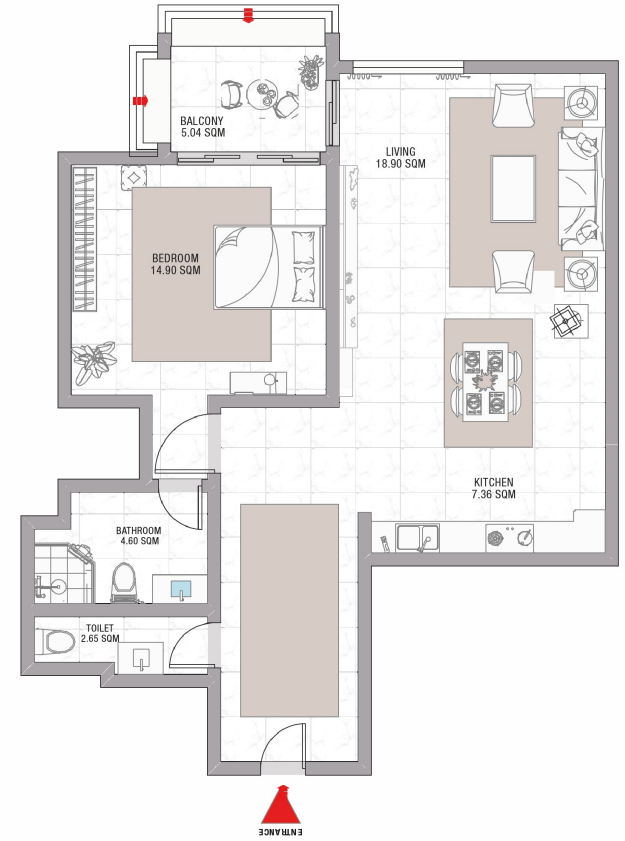 BALCONY
5.04 SQM
LIVING
18.90 SQM
BEDROOM
14.90 SQM
KITCHEN
7.36 SQM
BATHROOM
4.60 SQM
TOILET
2.65 SQM
ENTRANCE